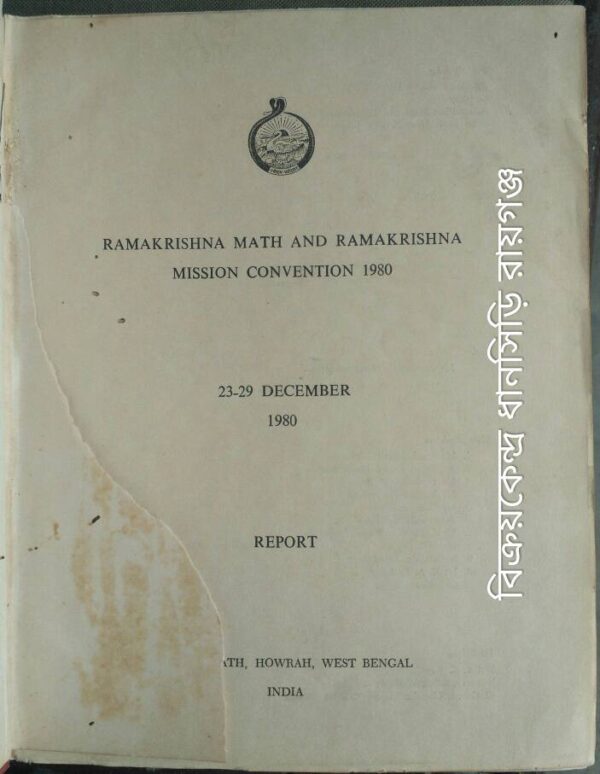 RAMAKRISHNA MATH AND RAMAKRISHNA
MISSION CONVENTION 1980
23-29 DECEMBER
1980
REPORT
ATH, HOWRAH, WEST BENGAL
INDIA
বিক্রয়কেন্দ্র ধানসিড়ি রায়গঞ্জ